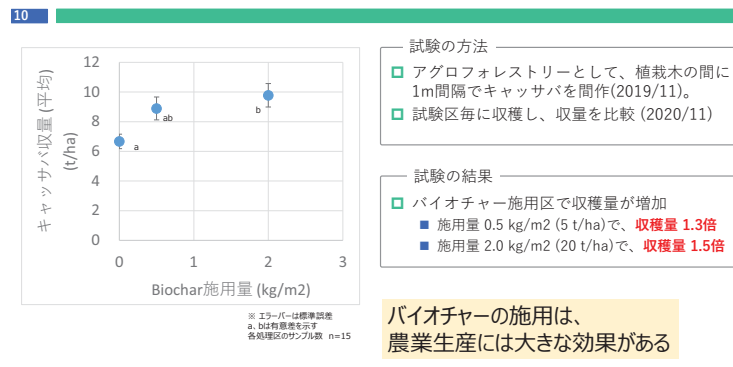 10
キャッサバ収量 (平均)
(t/ha)
12
10
8
6
4
2
0
a
ab
b
0
1
2
3
Biochar施用量 (kg/m2)
※ エラーバーは標準誤差
a、bは有意差を示す
各処理区のサンプル数 n=15
試験の方法
アグロフォレストリーとして、植栽木の間に
1m間隔でキャッサバを間作(2019/11)。
試験区毎に収穫し、収量を比較 (2020/11)
試験の結果
バイオチャー施用区で収穫量が増加
施用量 0.5 kg/m2 (5 t/ha)で、収穫量 1.3倍
施用量 2.0 kg/m2 (20 t/ha)で、収穫量 1.5倍
バイオチャーの施用は、
農業生産には大きな効果がある